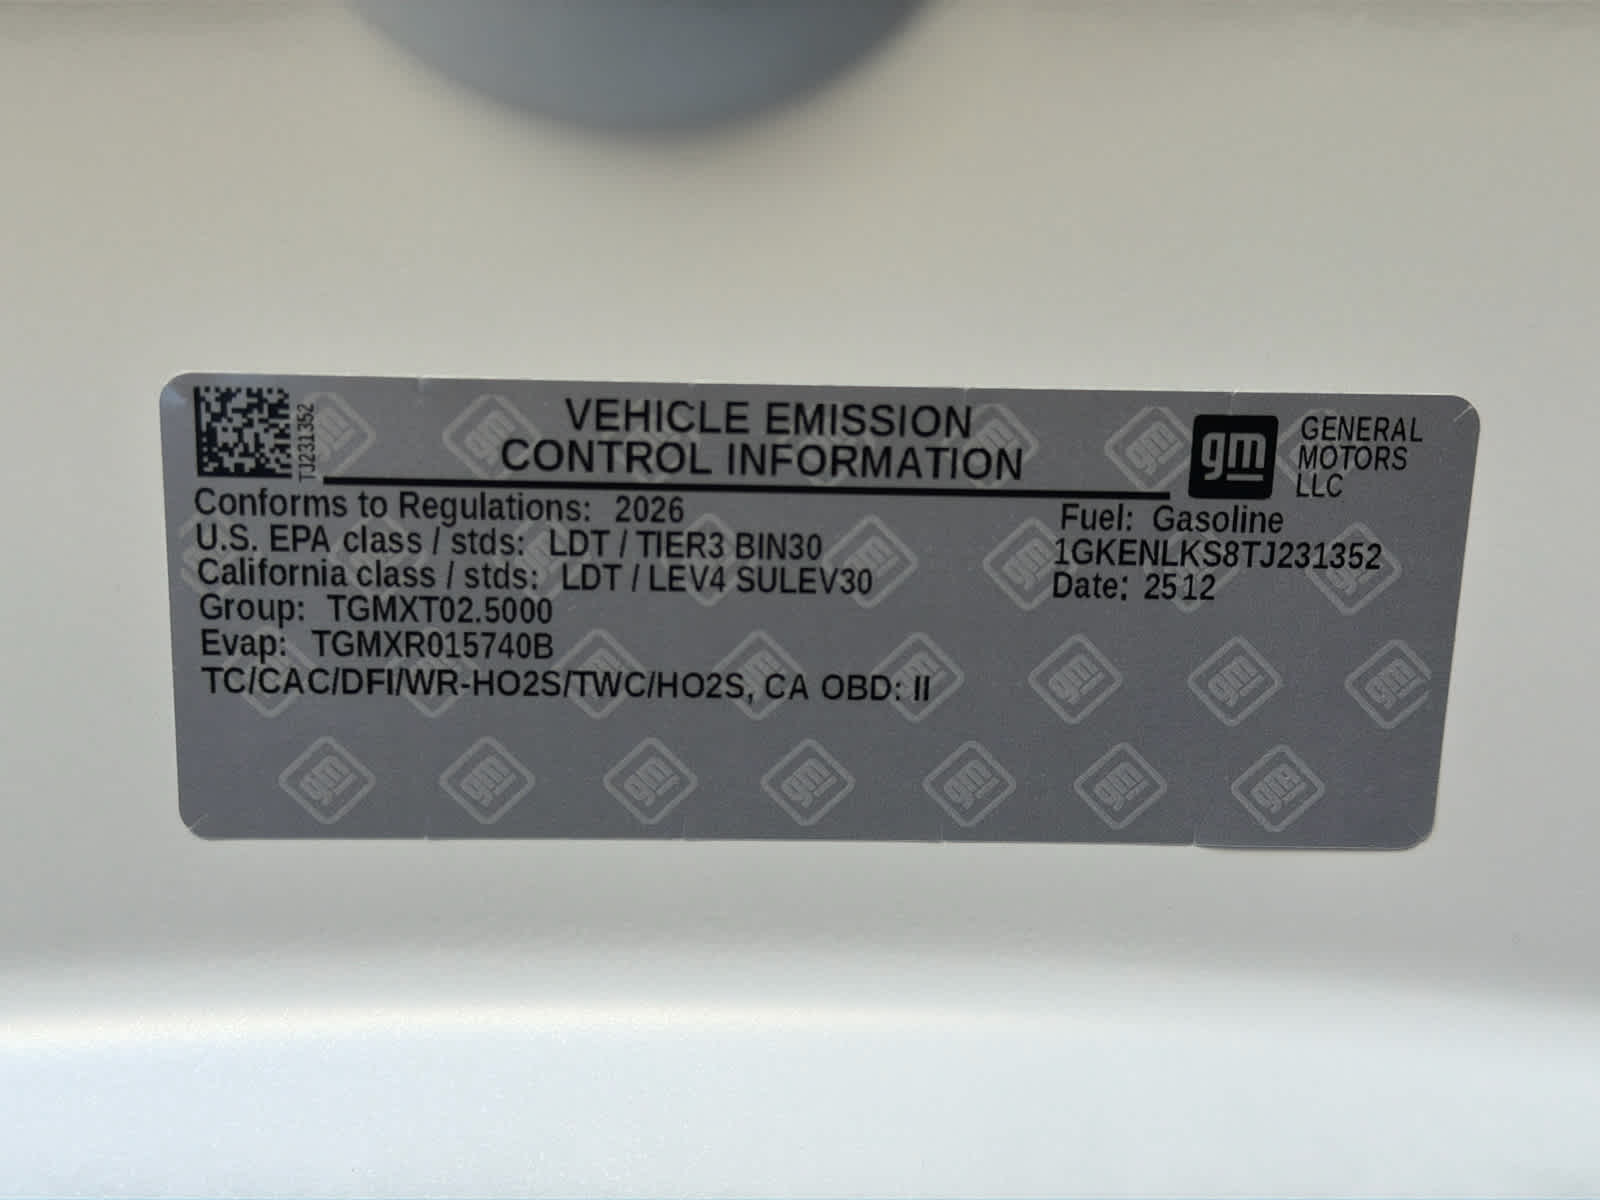 TJ231352
VEHICLE EMISSION
CONTROL INFORMATION
gm
GENERAL
MOTORS
LLC
Conforms to Regulations: 2026
U.S. EPA class / stds: LDT / TIER3 BIN30
California class / stds: LDT / LEV4 SULEV30
Group: TGMXT02.5000
Evap: TGMXR015740B
TC/CAC/DFI/WR-HO2S/TWC/HO2S, CA OBD: II
Fuel: Gasoline
1GKENLKS8TJ231352
Date: 2512